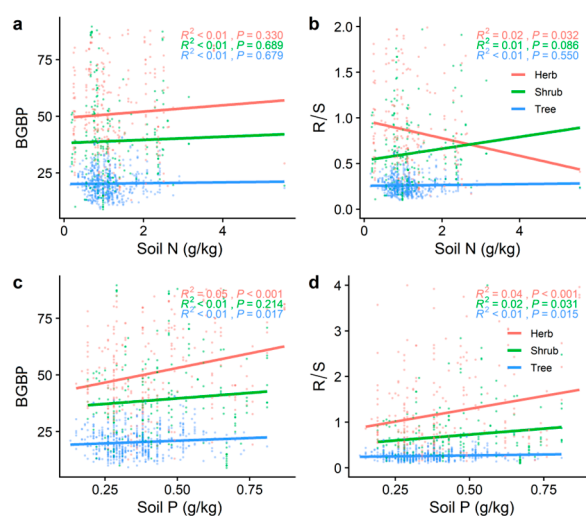 a
R² < 0.01 , P = 0.330
R² < 0.01 , P = 0.689
R² < 0.01 , P = 0.679
BGBP
75
50
25
0
2
4
Soil N (g/kg)
b
R² = 0.02 , P = 0.032
R² = 0.01 , P = 0.086
R² < 0.01 , P = 0.550
Herb
Shrub
Tree
R/S
2.0
1.5
1.0
0.5
0.0
0
2
4
Soil N (g/kg)
c
R² = 0.05 , P < 0.001
R² < 0.01 , P = 0.214
R² < 0.01 , P = 0.017
BGBP
75
50
25
0.25
0.50
0.75
Soil P (g/kg)
d
R² = 0.04 , P < 0.001
R² = 0.02 , P = 0.031
R² < 0.01 , P = 0.015
Herb
Shrub
Tree
R/S
4
3
2
1
0
0.25
0.50
0.75
Soil P (g/kg)